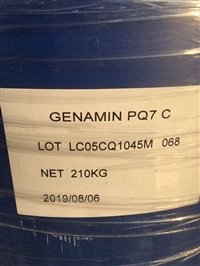 GENAMIN PQ7 C
LOT LC05CQ1045M 068
NET 210KG
2019/08/06